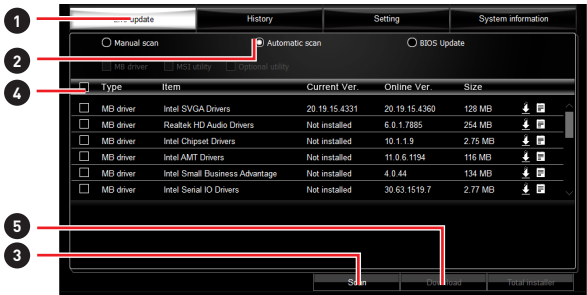 1
Live update History Setting System information
Manual scan Automatic scan BIOS Update
2
MB driver MSI utility Optional utility
4
Type Item Current Ver. Online Ver. Size
MB driver Intel SVGA Drivers 20.19.15.4331 20.19.15.4360 128 MB
MB driver Realtek HD Audio Drivers Not installed 6.0.1.7885 254 MB
MB driver Intel Chipset Drivers Not installed 10.1.1.9 2.75 MB
MB driver Intel AMT Drivers Not installed 11.0.6.1194 116 MB
MB driver Intel Small Business Advantage Not installed 4.0.44 134 MB
MB driver Intel Serial IO Drivers Not installed 30.63.1519.7 2.77 MB
5
3
Scan Download Total Installer